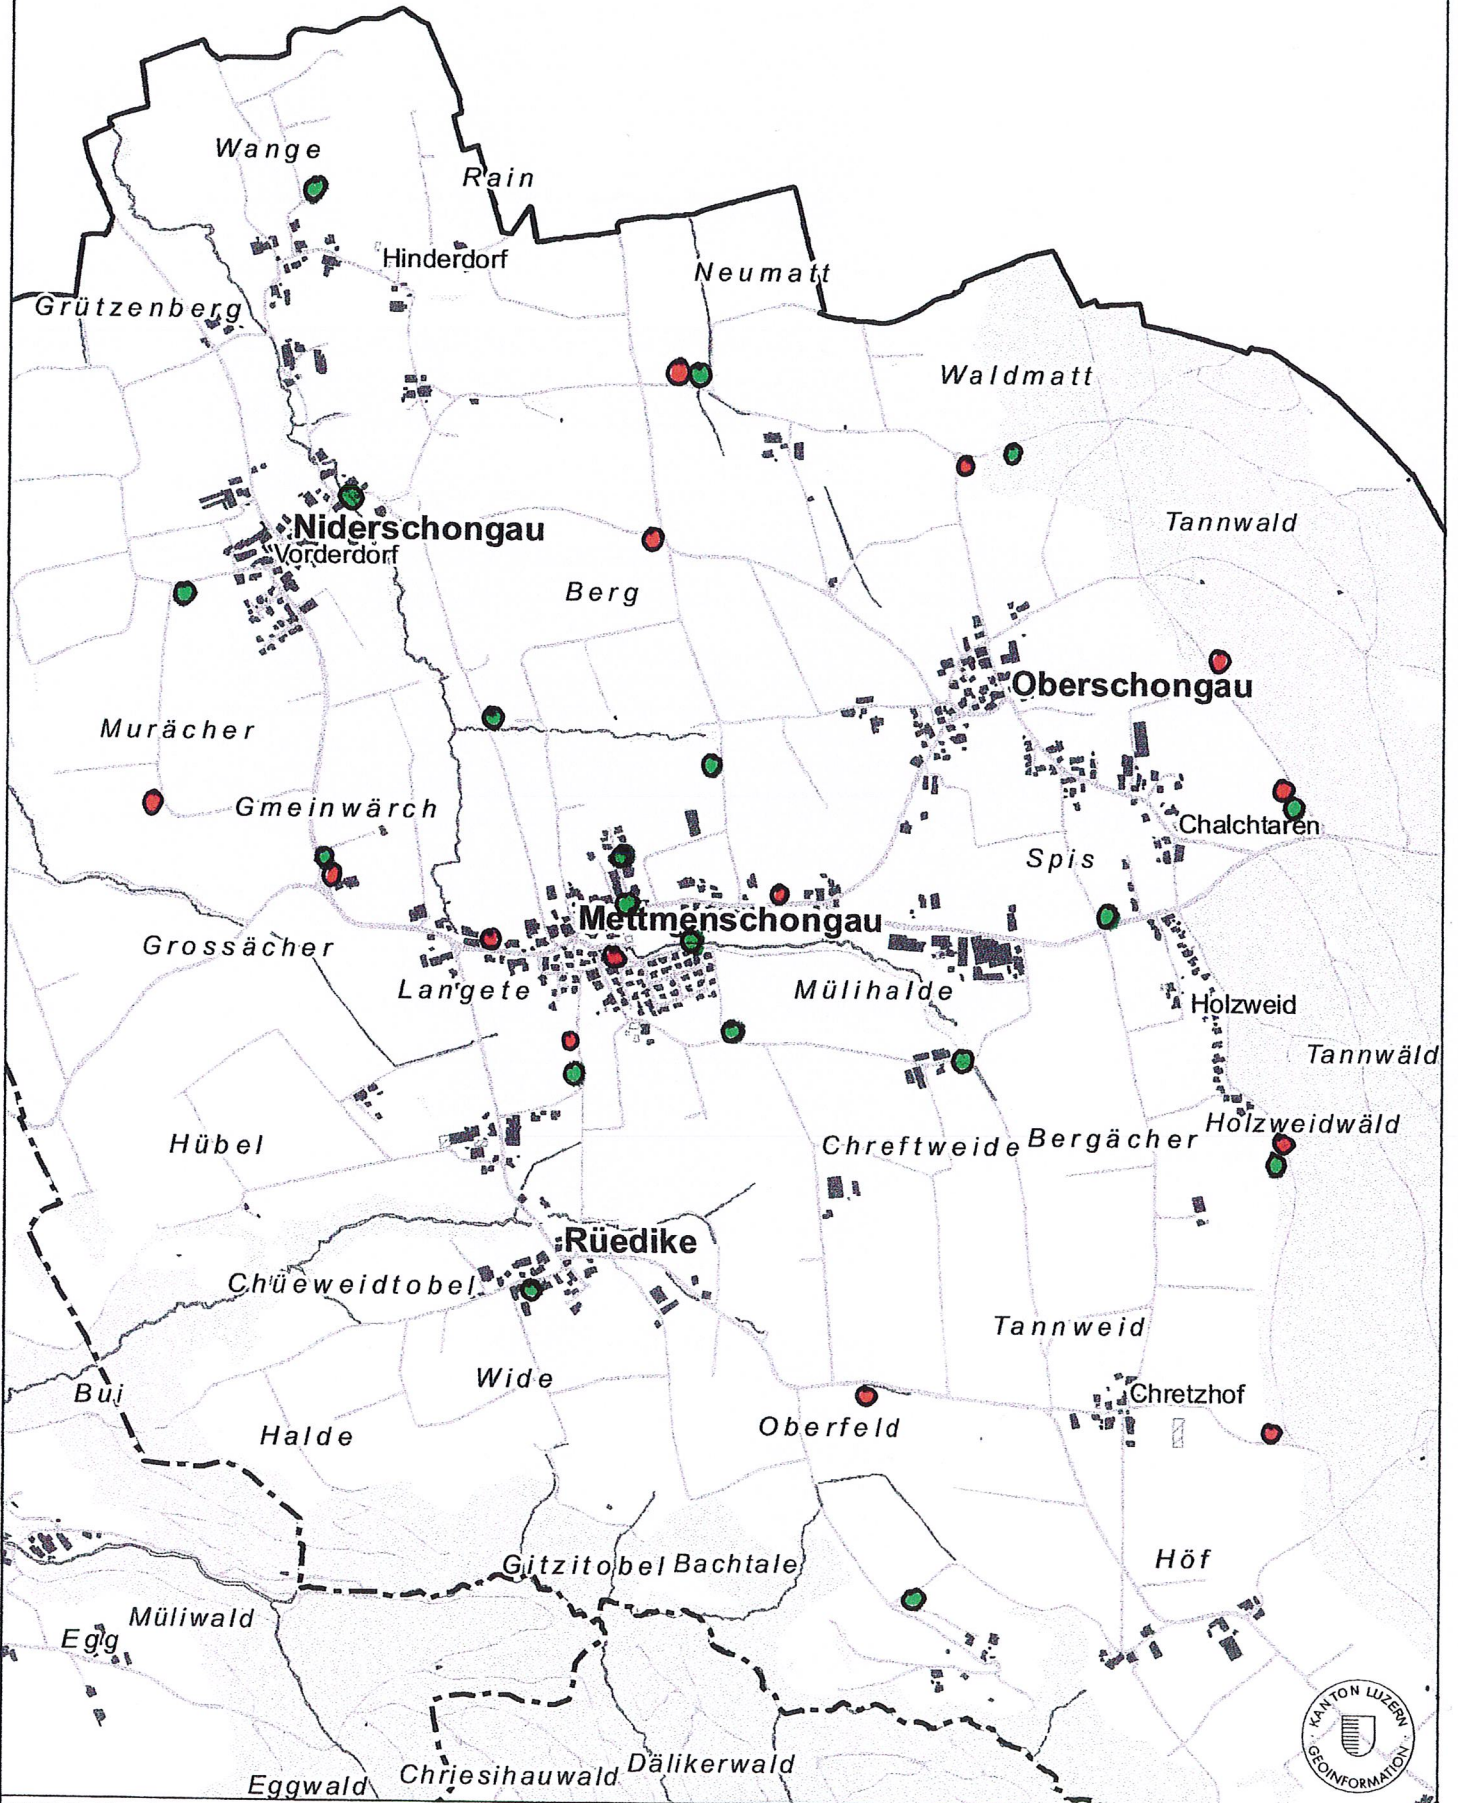 Wange
Rain
Hinderdorf
Neumatt
Grützenberg
Waldmatt
Niderschongau
Vorderdorf
Tannwald
Berg
Oberschongau
Murächer
Gmeinwärch
Chalchtaren
Spis
Mettmenschongau
Grossächer
Langete
Mülihalde
Holzweid
Tannwäld
Holzweidwäld
Hübel
Chreftweide
Bergächer
Rüedike
Chüeweidtobel
Tannweid
Wide
Bui
Chretzhof
Halde
Oberfeld
Gitzitobel
Bachtale
Höf
Müliwald
Egg
KANTON LUZERN
GEOINFORMATION
Dälikerwald
Chriesihauwald
Eggwald